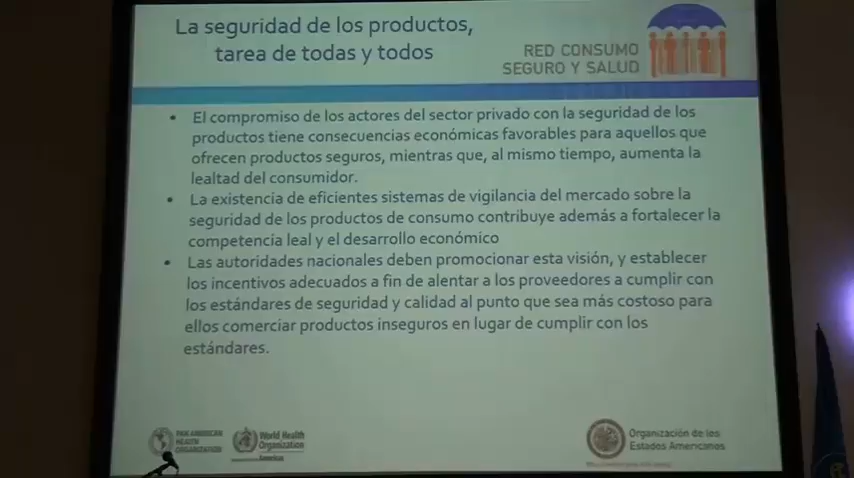 La seguridad de los productos,
tarea de todas y todos
RED CONSUMO
SEGURO Y SALUD
• El compromiso de los actores del sector privado con la seguridad de los
productos tiene consecuencias económicas favorables para aquellos que
ofrecen productos seguros, mientras que, al mismo tiempo, aumenta la
lealtad del consumidor.
• La existencia de eficientes sistemas de vigilancia del mercado sobre la
seguridad de los productos de consumo contribuye además a fortalecer la
competencia leal y el desarrollo económico
• Las autoridades nacionales deben promocionar esta visión, y establecer
los incentivos adecuados a fin de alentar a los proveedores a cumplir con
los estándares de seguridad y calidad al punto que sea más costoso para
ellos comerciar productos inseguros en lugar de cumplir con los
estándares.
PAN AMERICAN
HEALTH
ORGANIZATION
World Health
Organization
Americas
Organización de los
Estados Americanos